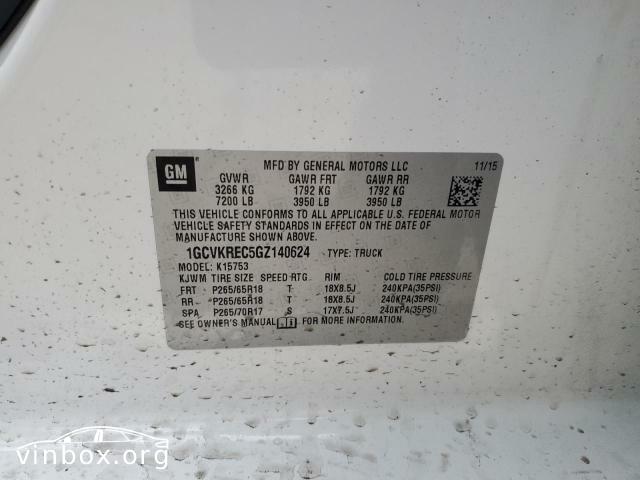 GM
MFD BY GENERAL MOTORS LLC 11/15
GVWR GAWR FRT GAWR RR
3266 KG 1792 KG 1792 KG
7200 LB 3950 LB 3950 LB
THIS VEHICLE CONFORMS TO ALL APPLICABLE U.S. FEDERAL MOTOR
VEHICLE SAFETY STANDARDS IN EFFECT ON THE DATE OF
MANUFACTURE SHOWN ABOVE.
1GCVKREC5GZ140624 TYPE: TRUCK
MODEL: K15753
KJWM TIRE SIZE SPEED RTG. RIM COLD TIRE PRESSURE
FRT P265/65R18 T 18X8.5J 240KPA(35PSI)
RR P265/65R18 T 18X8.5J 240KPA(35PSI)
SPA P265/70R17 S 17X7.5J 240KPA(35PSI)
SEE OWNER'S MANUAL FOR MORE INFORMATION.
vinbox.org